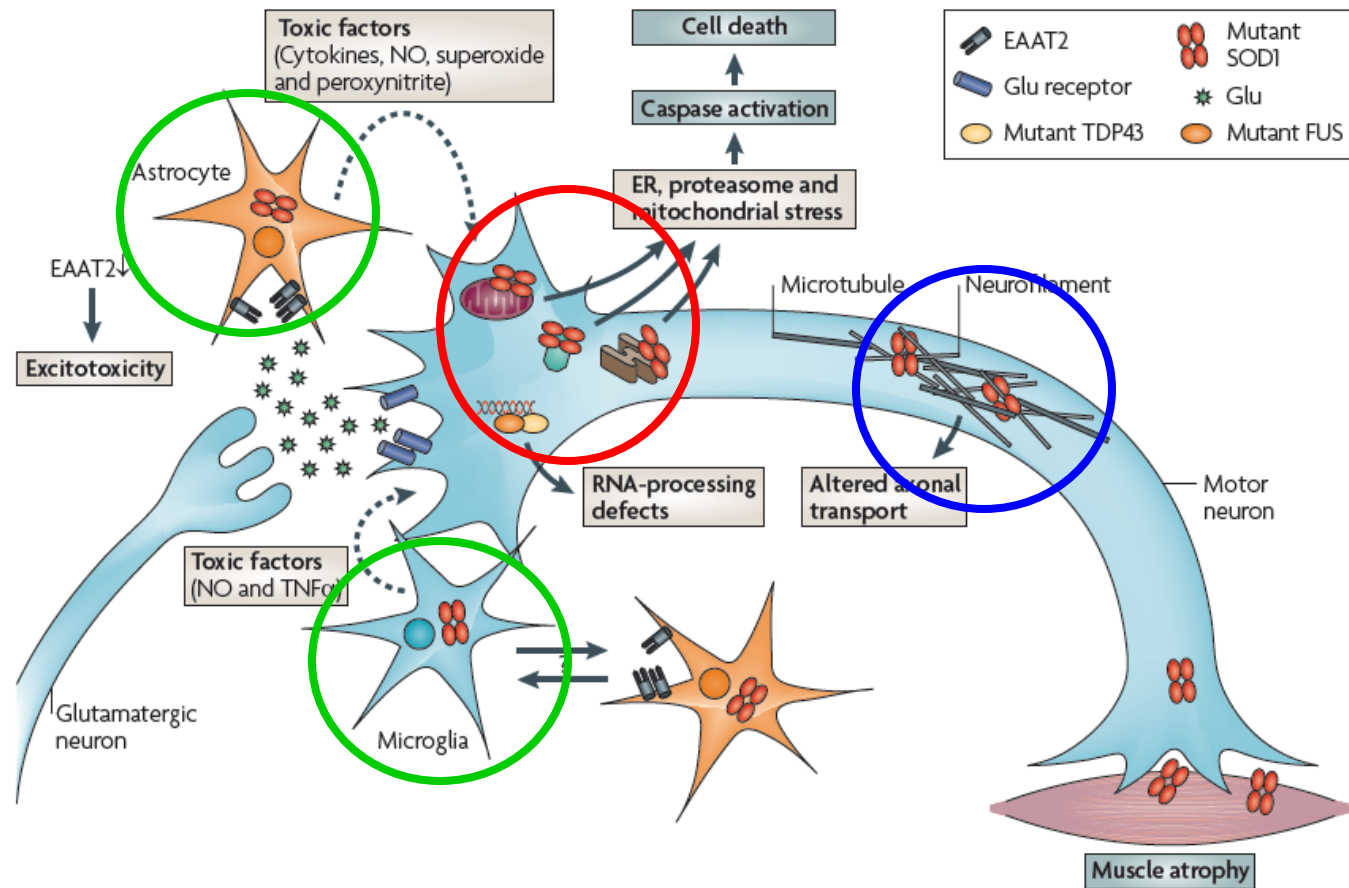 Toxic factors
(Cytokines, NO, superoxide
and peroxynitrite)
Cell death
Caspase activation
ER, proteasome and
mitochondrial stress
EAAT2
Glu receptor
Mutant TDP43
Mutant
SOD1
Glu
Mutant FUS
Astrocyte
EAAT2↓
Excitotoxicity
Microtubule
Neurofilament
RNA-processing
defects
Altered axonal
transport
Motor
neuron
Toxic factors
(NO and TNFα)
?
Glutamatergic
neuron
Microglia
Muscle atrophy